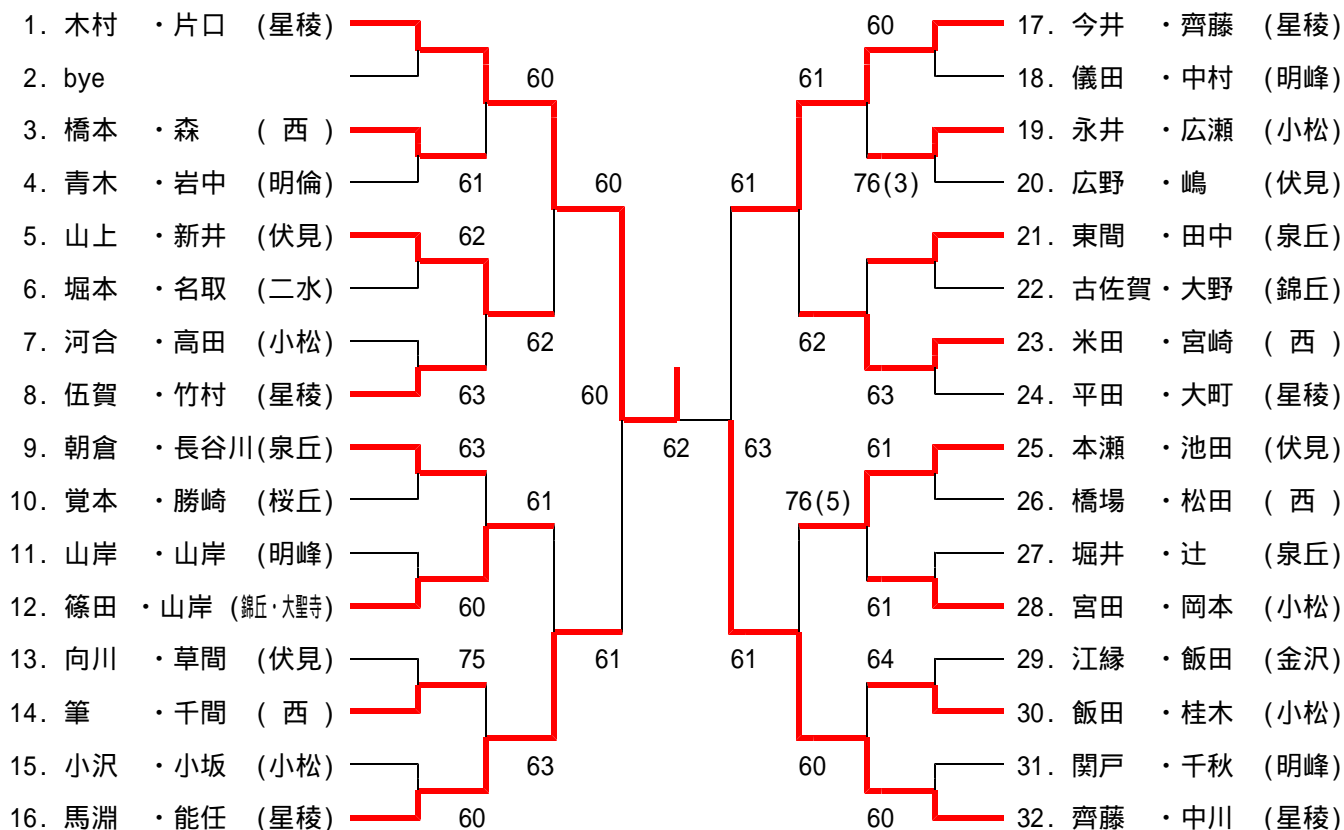 1. 木村 ・片口 (星稜)
2. bye
3. 橋本 ・森 ( 西 )
4. 青木 ・岩中 (明倫)
5. 山上 ・新井 (伏見)
6. 堀本 ・名取 (二水)
7. 河合 ・高田 (小松)
8. 伍賀 ・竹村 (星稜)
9. 朝倉 ・長谷川(泉丘)
10. 覚本 ・勝崎 (桜丘)
11. 山岸 ・山岸 (明峰)
12. 篠田 ・山岸 (錦丘・大聖寺)
13. 向川 ・草間 (伏見)
14. 筆 ・千間 ( 西 )
15. 小沢 ・小坂 (小松)
16. 馬淵 ・能任 (星稜)
60
61
62
62
63
60
60
63
61
60
75
61
63
60
62
60
61
61
76(3)
62
63
63
61
76(5)
61
61
64
60
60
17. 今井 ・齊藤 (星稜)
18. 儀田 ・中村 (明峰)
19. 永井 ・広瀬 (小松)
20. 広野 ・嶋 (伏見)
21. 東間 ・田中 (泉丘)
22. 古佐賀・大野 (錦丘)
23. 米田 ・宮崎 ( 西 )
24. 平田 ・大町 (星稜)
25. 本瀬 ・池田 (伏見)
26. 橋場 ・松田 ( 西 )
27. 堀井 ・辻 (泉丘)
28. 宮田 ・岡本 (小松)
29. 江縁 ・飯田 (金沢)
30. 飯田 ・桂木 (小松)
31. 関戸 ・千秋 (明峰)
32. 齊藤 ・中川 (星稜)